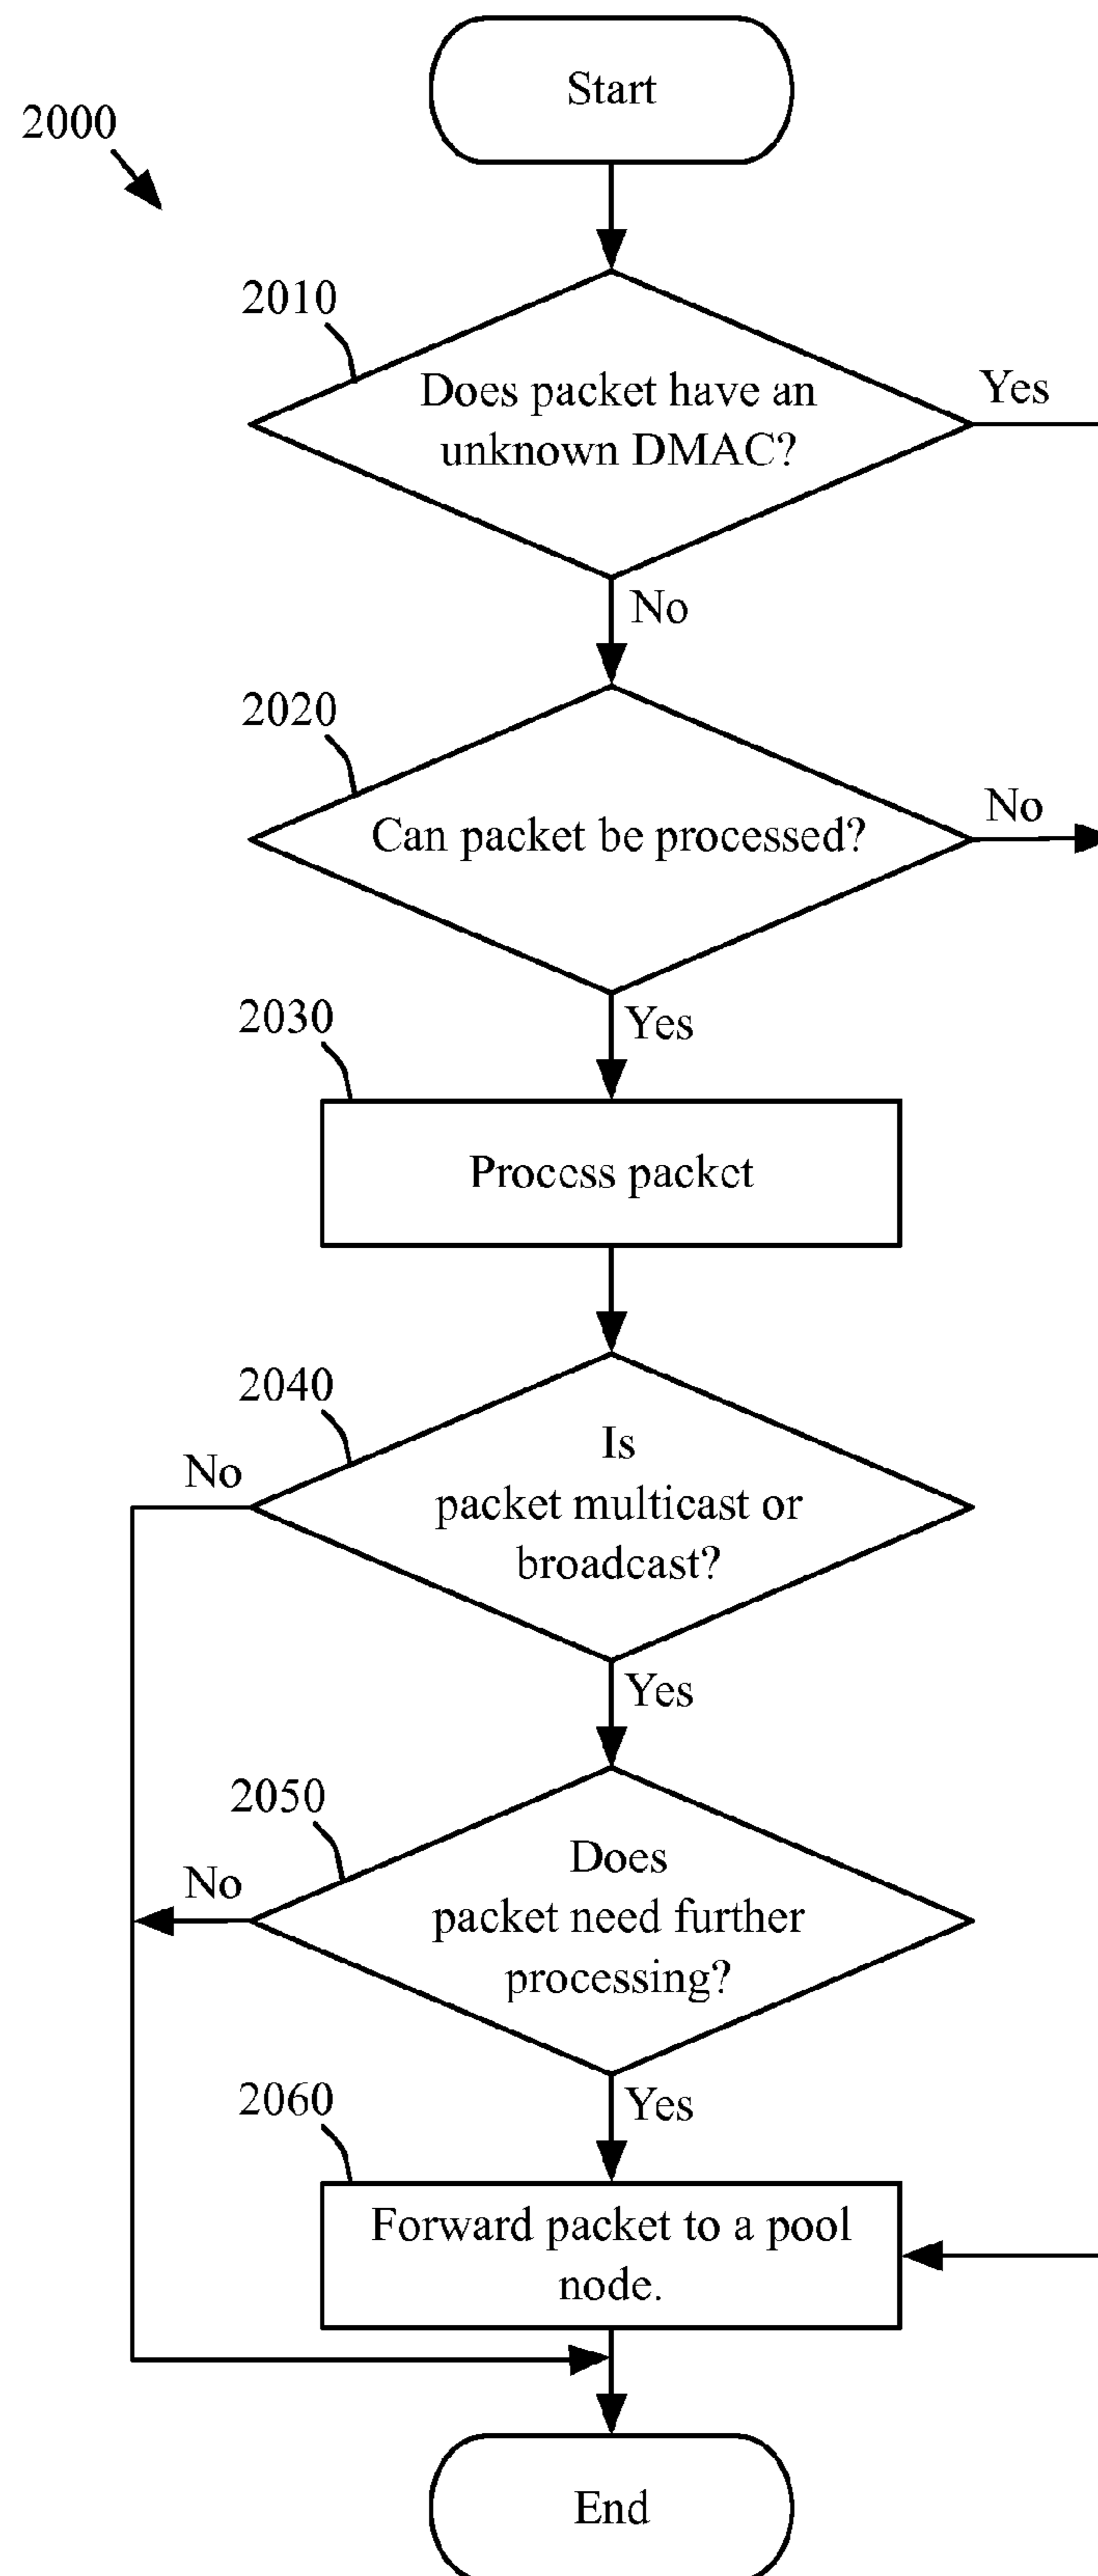 Start
2000
2010
Does packet have an
unknown DMAC?
Yes
No
2020
Can packet be processed?
No
Yes
2030
Process packet
2040
Is
packet multicast or
broadcast?
No
Yes
2050
Does
packet need further
processing?
No
Yes
2060
Forward packet to a pool
node.
End